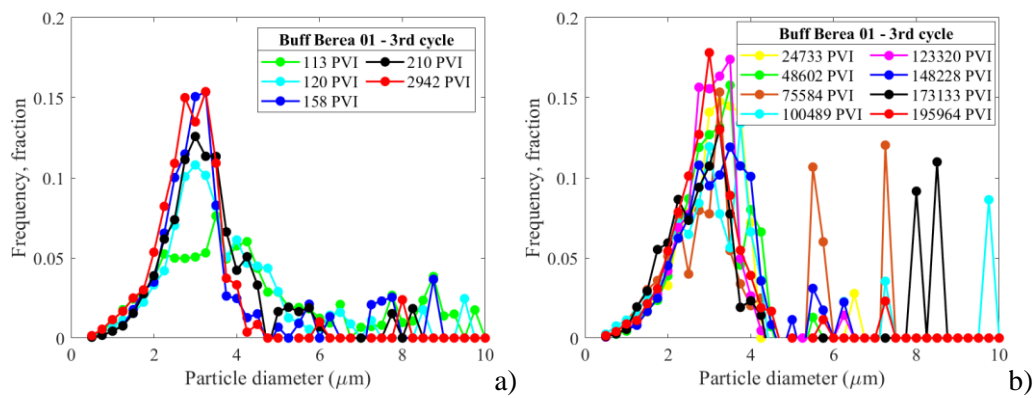 Buff Berea 01 - 3rd cycle
113 PVI 210 PVI
120 PVI 2942 PVI
158 PVI
Frequency, fraction
0.2
0.15
0.1
0.05
0
0 2 4 6 8 10
Particle diameter (μm)
a)
Buff Berea 01 - 3rd cycle
24733 PVI 123320 PVI
48602 PVI 148228 PVI
75584 PVI 173133 PVI
100489 PVI 195964 PVI
Frequency, fraction
0.2
0.15
0.1
0.05
0
0 2 4 6 8 10
Particle diameter (μm)
b)